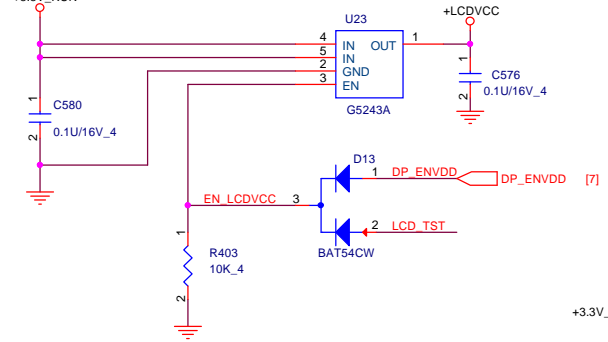 U23
+LCDVCC
4 IN OUT 1
5 IN
2 GND
3 EN
G5243A
1
C580
0.1U/16V_4
2
1
C576
0.1U/16V_4
2
D13
1 DP_ENVDD
DP_ENVDD [7]
EN_LCDVCC 3
2 LCD_TST
BAT54CW
1
R403
10K_4
2
+3.3V_